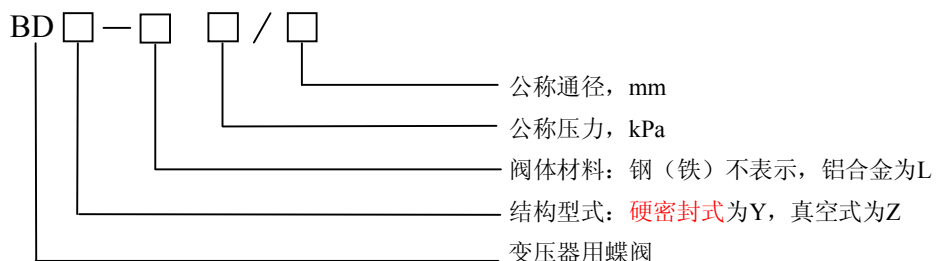 BD□—□ □/□
公称通径，mm
公称压力，kPa
阀体材料：钢（铁）不表示，铝合金为L
结构型式：硬密封式为Y，真空式为Z
变压器用蝶阀